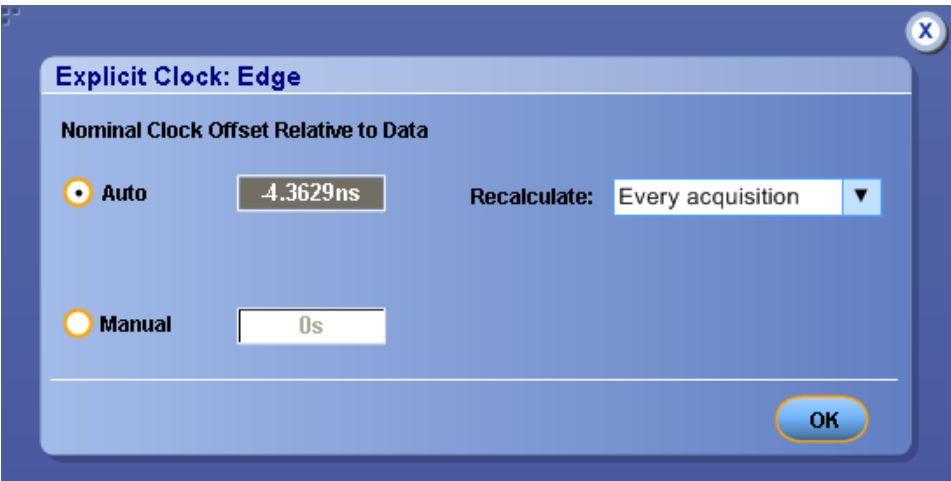 X
Explicit Clock: Edge
Nominal Clock Offset Relative to Data
Auto -4.3629ns Recalculate: Every acquisition ▼
Manual 0s
OK